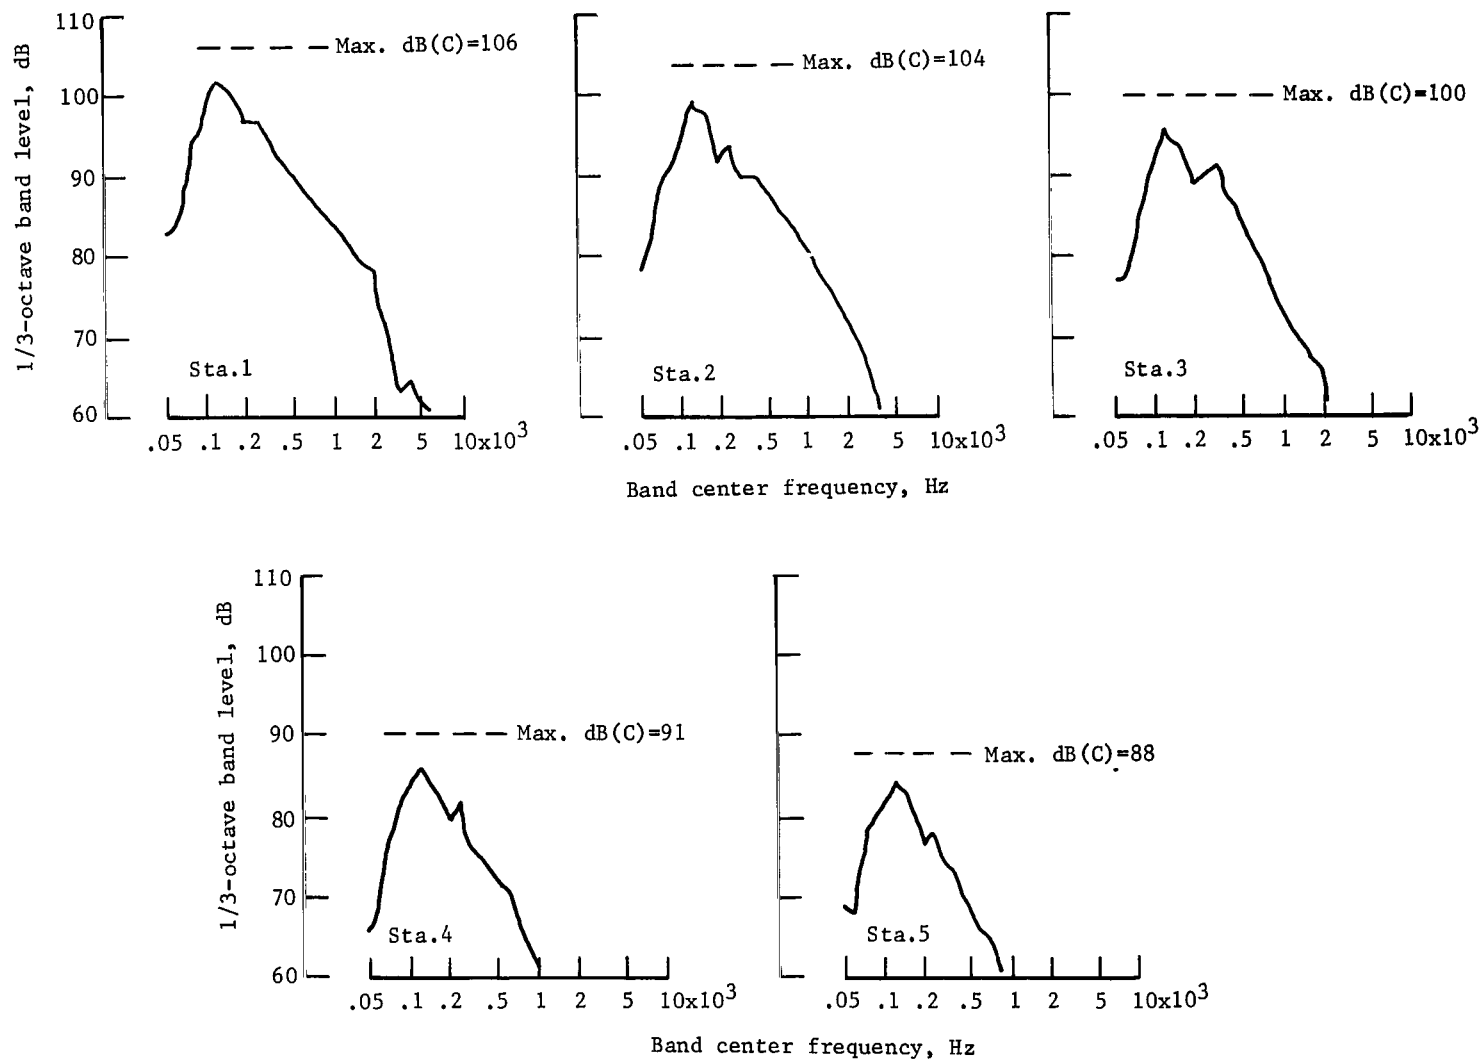 110
100
90
80
70
60
1/3-octave band level, dB
Max. dB(C)=106
Sta.1
.05 .1 .2 .5 1 2 5 10x10³
Max. dB(C)=104
Sta.2
.05 .1 .2 .5 1 2 5 10x10³
Max. dB(C)=100
Sta.3
.05 .1 .2 .5 1 2 5 10x10³
Band center frequency, Hz
110
100
90
80
70
60
1/3-octave band level, dB
Max. dB(C)=91
Sta.4
.05 .1 .2 .5 1 2 5 10x10³
Max. dB(C)=88
Sta.5
.05 .1 .2 .5 1 2 5 10x10³
Band center frequency, Hz